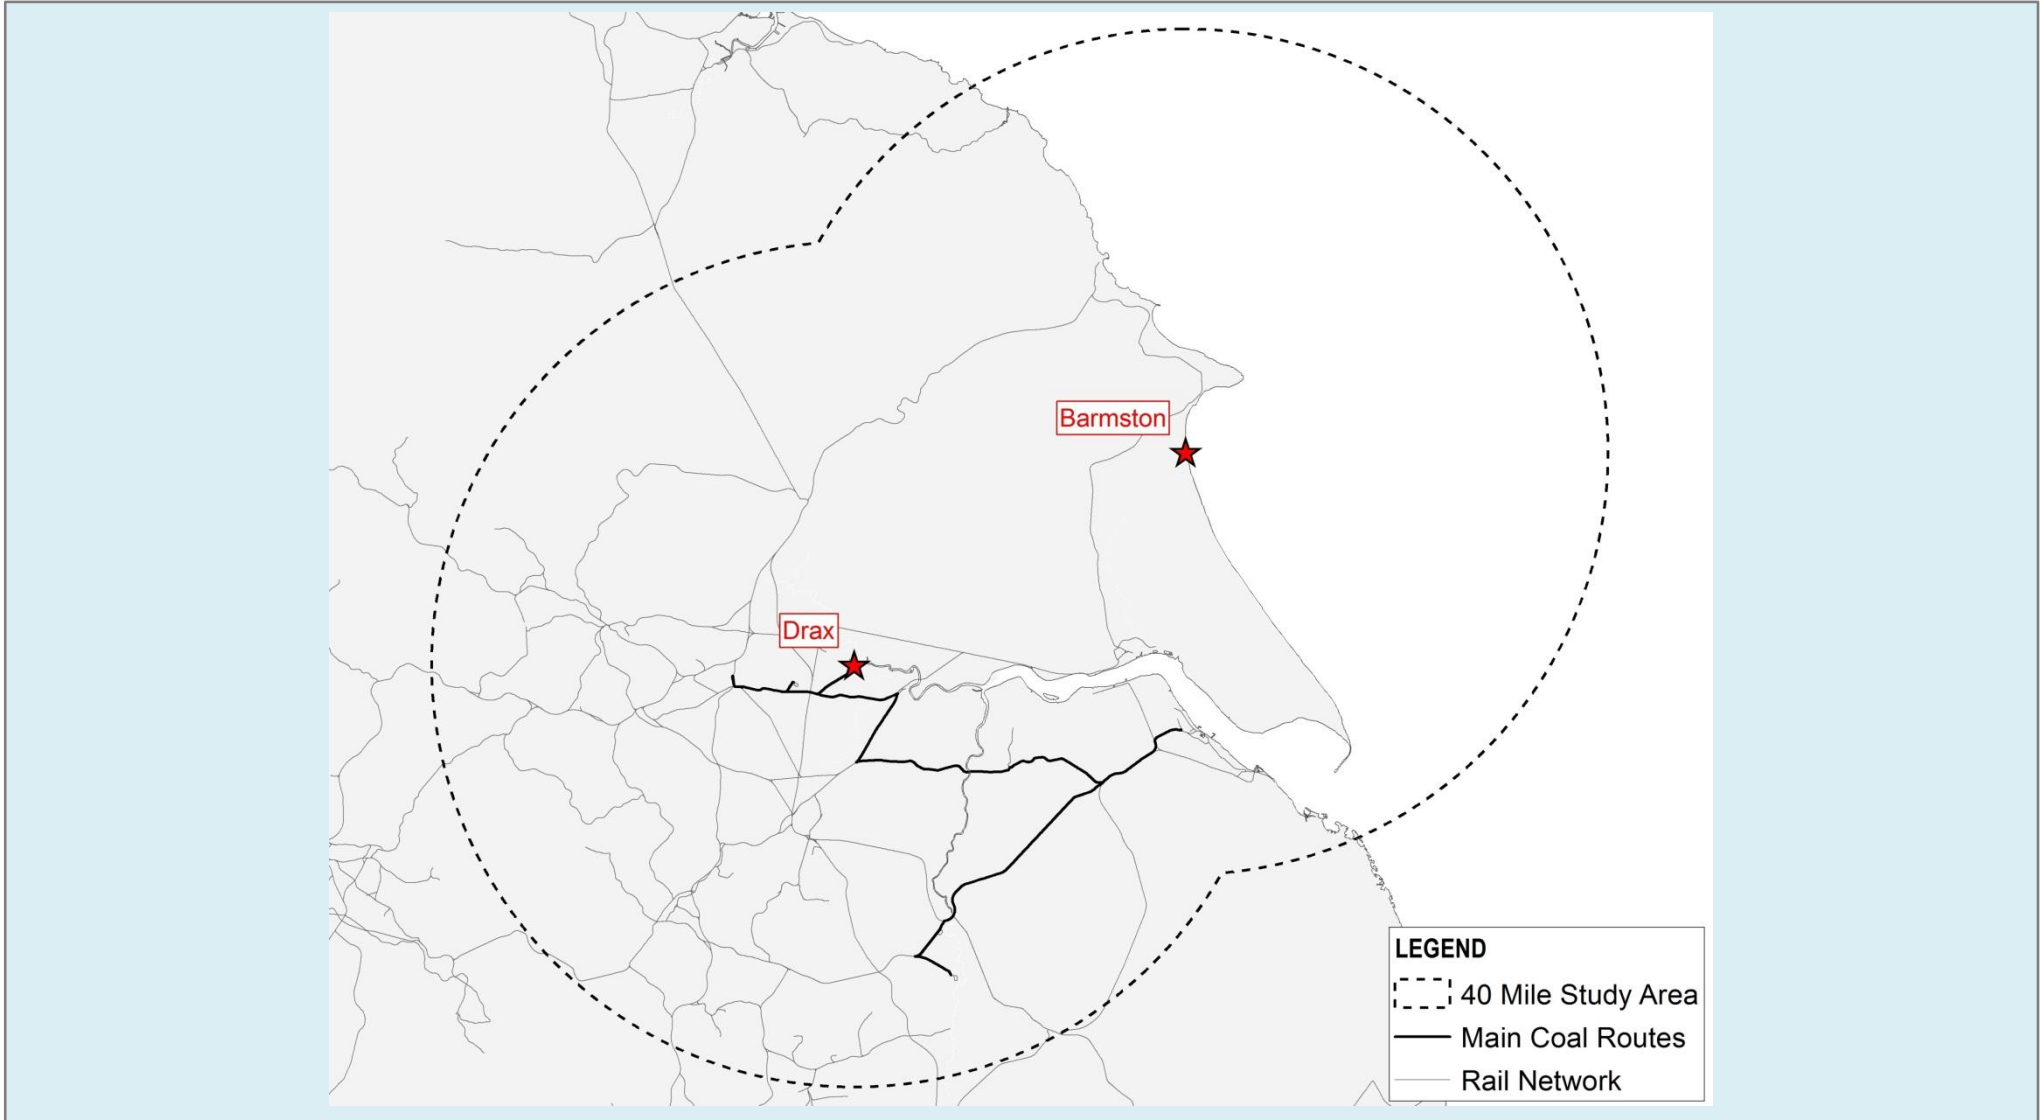 Barmston
Drax
LEGEND
40 Mile Study Area
Main Coal Routes
Rail Network